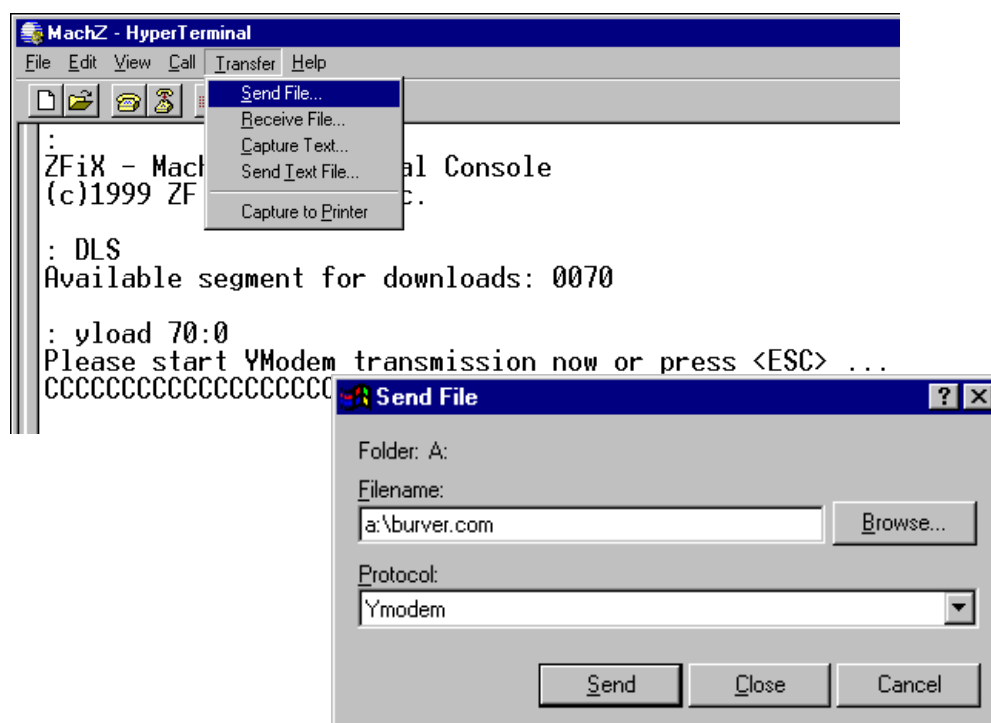 MachZ - HyperTerminal
File Edit View Call Transfer Help
Send File...
Receive File...
Capture Text...
Send Text File...
Capture to Printer
:
ZFiX - Mach al Console
(c)1999 ZF c.
: DLS
Available segment for downloads: 0070
: yload 70:0
Please start YModem transmission now or press <ESC> ...
CCCCCCCCCCCCCCCCCCC
Send File
Folder: A:
Filename:
a:\burver.com
Browse...
Protocol:
Ymodem
Send Close Cancel